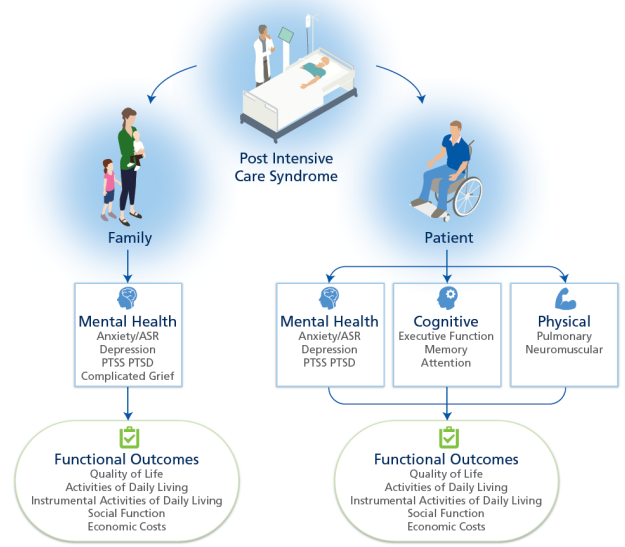 Post Intensive
Care Syndrome
Family
Patient
Mental Health
Anxiety/ASR
Depression
PTSS PTSD
Complicated Grief
Mental Health
Anxiety/ASR
Depression
PTSS PTSD
Cognitive
Executive Function
Memory
Attention
Physical
Pulmonary
Neuromuscular
Functional Outcomes
Quality of Life
Activities of Daily Living
Instrumental Activities of Daily Living
Social Function
Economic Costs
Functional Outcomes
Quality of Life
Activities of Daily Living
Instrumental Activities of Daily Living
Social Function
Economic Costs